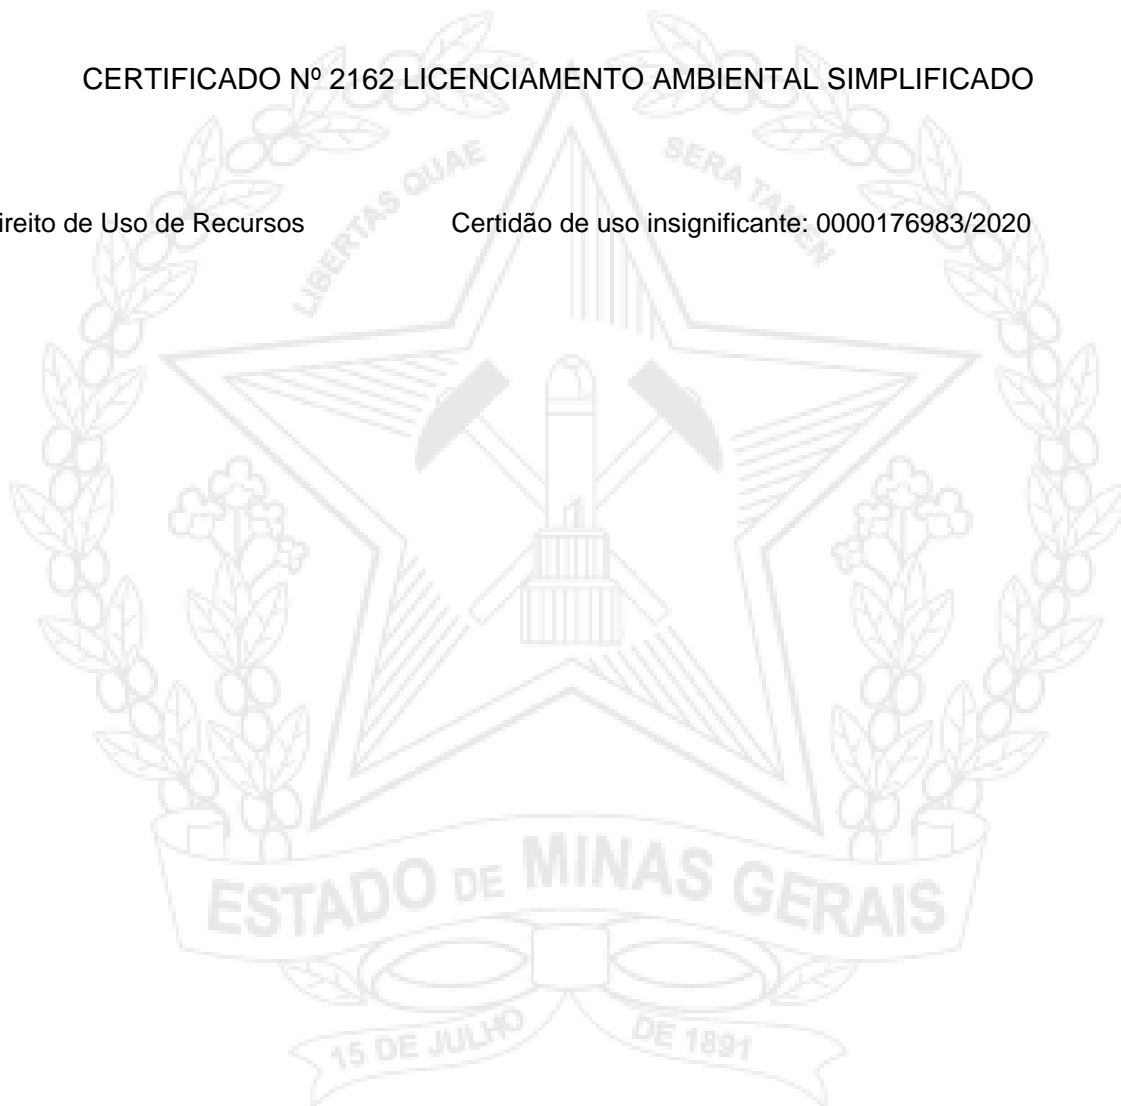 CERTIFICADO Nº 2162 LICENCIAMENTO AMBIENTAL SIMPLIFICADO
LIBERTAS QUAE SERA TAMEN
ireito de Uso de Recursos Certidão de uso insignificante: 0000176983/2020
ESTADO DE MINAS GERAIS
15 DE JULHO DE 1891